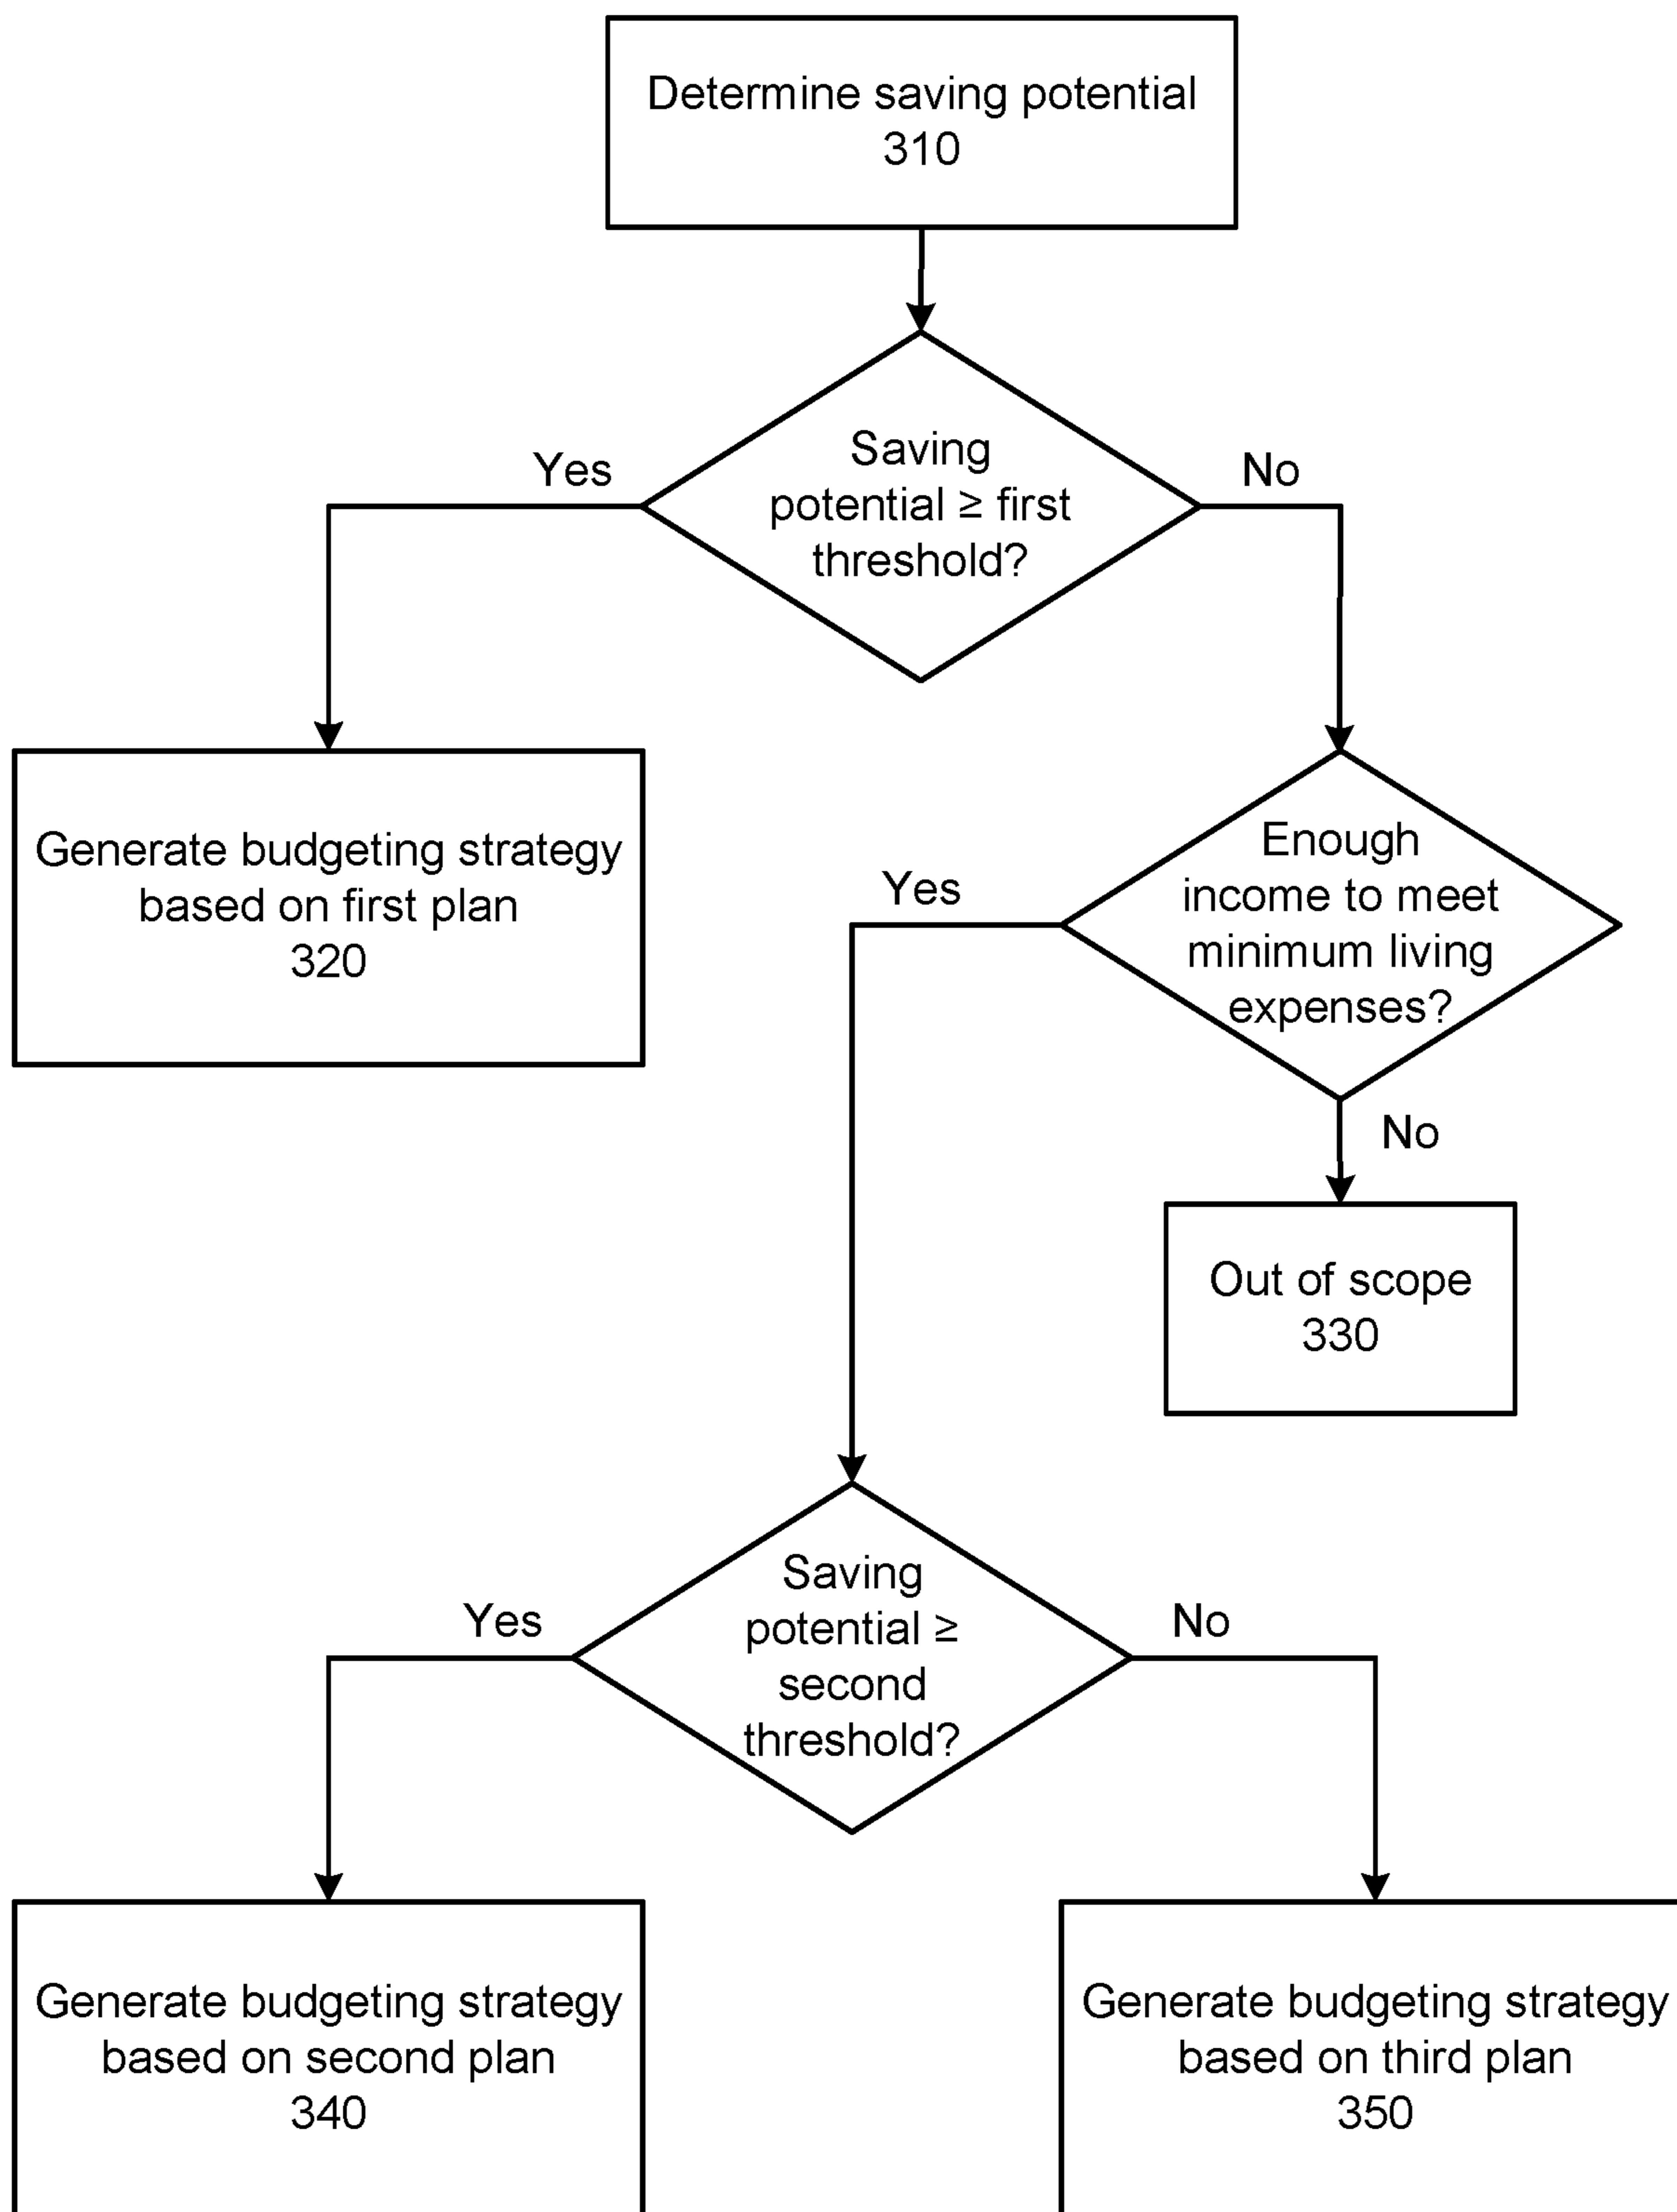 Determine saving potential
310
Saving
potential ≥ first
threshold?
Yes
No
Generate budgeting strategy
based on first plan
320
Enough
income to meet
minimum living
expenses?
Yes
No
Out of scope
330
Saving
potential ≥
second
threshold?
Yes
No
Generate budgeting strategy
based on second plan
340
Generate budgeting strategy
based on third plan
350